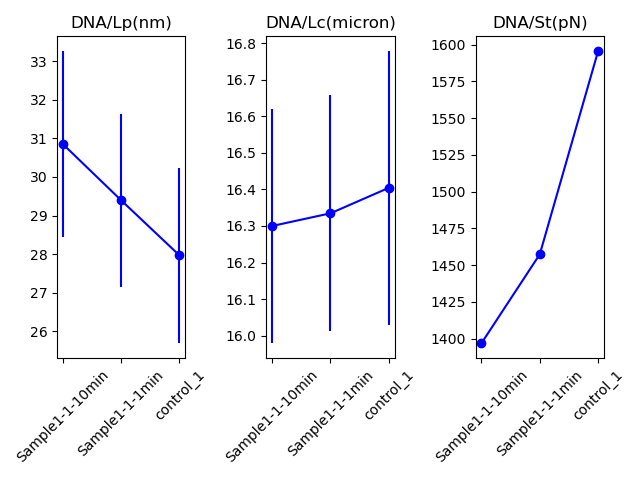 DNA/Lp(nm)
33
32
31
30
29
28
27
26
Sample1-1-10min
Sample1-1-1min
control_1
DNA/Lc(micron)
16.8
16.7
16.6
16.5
16.4
16.3
16.2
16.1
16.0
Sample1-1-10min
Sample1-1-1min
control_1
DNA/St(pN)
1600
1575
1550
1525
1500
1475
1450
1425
1400
Sample1-1-10min
Sample1-1-1min
control_1